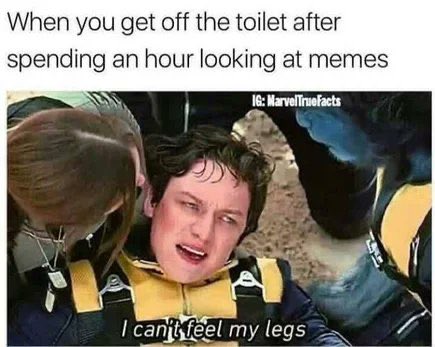 When you get off the toilet after
spending an hour looking at memes
IG: MarvelTrueFacts
I can't feel my legs